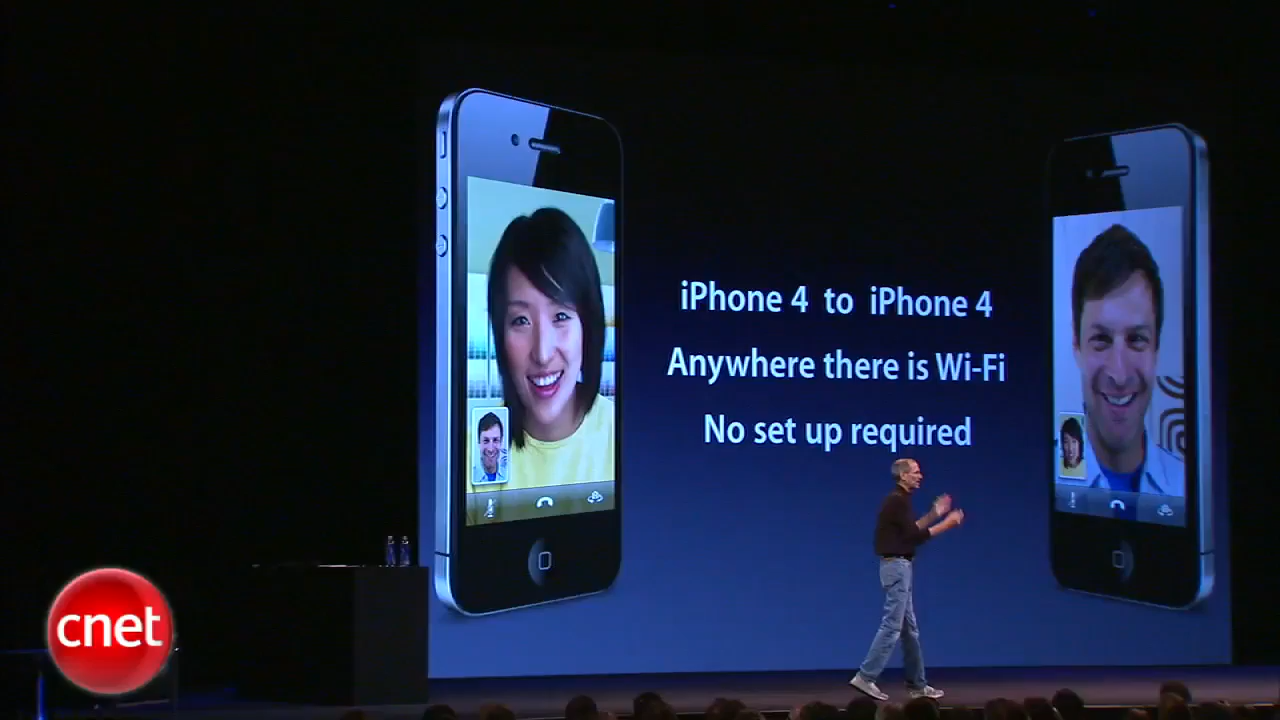 iPhone 4 to iPhone 4
Anywhere there is Wi-Fi
No set up required
cnet